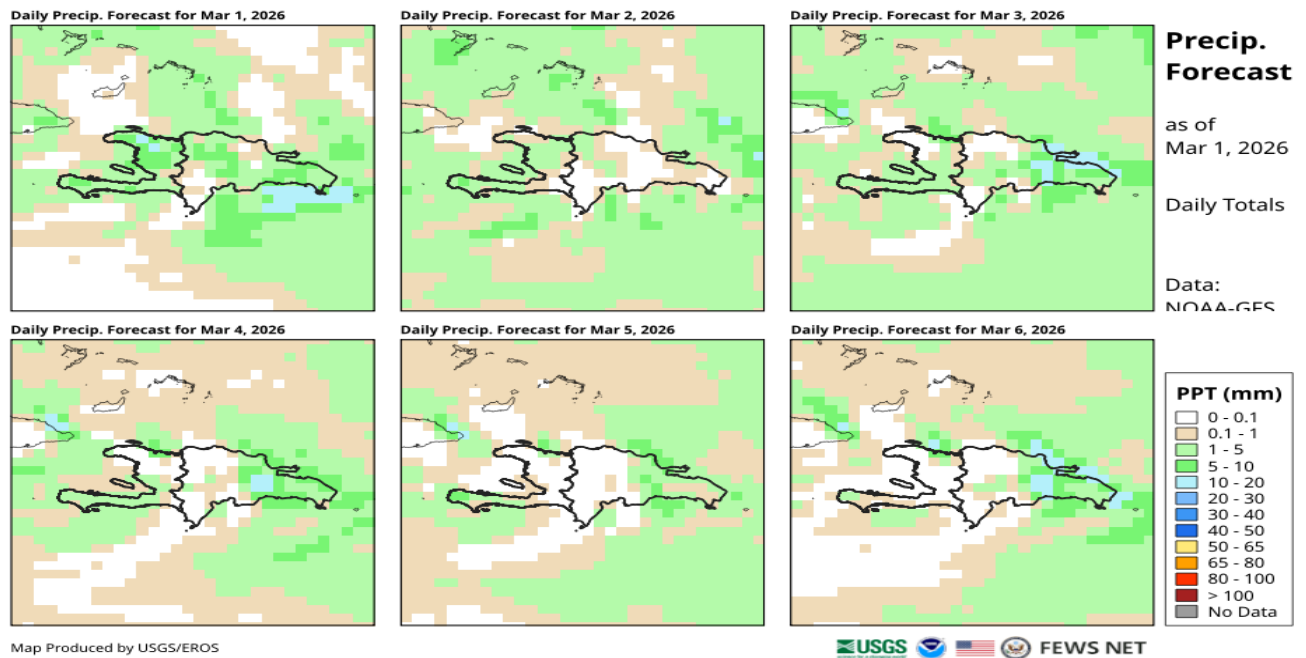 Daily Precip. Forecast for Mar 1, 2026
Daily Precip. Forecast for Mar 2, 2026
Daily Precip. Forecast for Mar 3, 2026
Precip.
Forecast
as of
Mar 1, 2026
Daily Totals
Data:
NOAA-GFS
Daily Precip. Forecast for Mar 4, 2026
Daily Precip. Forecast for Mar 5, 2026
Daily Precip. Forecast for Mar 6, 2026
PPT (mm)
0 - 0.1
0.1 - 1
1 - 5
5 - 10
10 - 20
20 - 30
30 - 40
40 - 50
50 - 65
65 - 80
80 - 100
> 100
No Data
Map Produced by USGS/EROS
USGS
FEWS NET